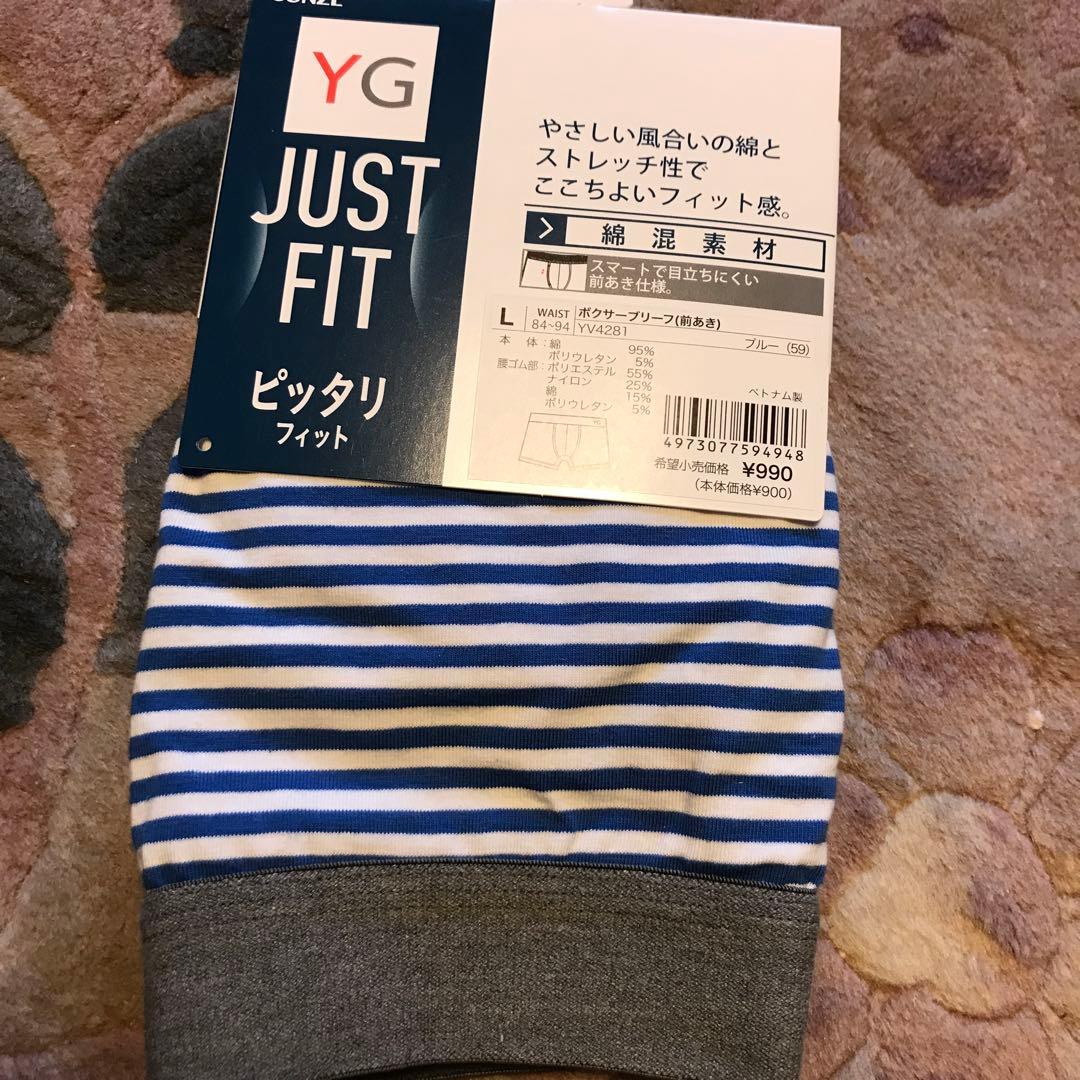 GUNZE
YG
JUST
FIT
ピッタリ
フィット
やさしい風合いの綿と
ストレッチ性で
ここちよいフィット感。
綿混素材
スマートで目立ちにくい
前あき仕様。
L WAIST 84~94 ボクサーブリーフ(前あき)
YV4281 ブルー (59)
本 体:綿 95%
ポリウレタン 5%
腰ゴム部:ポリエステル 55%
ナイロン 25%
綿 15%
ポリウレタン 5%
ベトナム製
YG
4973077594948
希望小売価格 ¥990
(本体価格¥900)